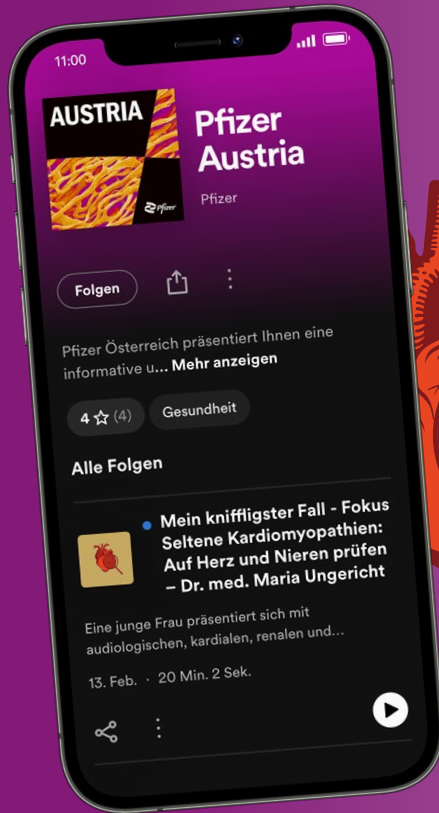 11:00
AUSTRIA
Pfizer
Pfizer
Austria
Pfizer
Folgen
Pfizer Österreich präsentiert Ihnen eine
informative u... Mehr anzeigen
4 ☆ (4) Gesundheit
Alle Folgen
Mein kniffligster Fall - Fokus
Seltene Kardiomyopathien:
Auf Herz und Nieren prüfen
– Dr. med. Maria Ungericht
Eine junge Frau präsentiert sich mit
audiologischen, kardialen, renalen und...
13. Feb. · 20 Min. 2 Sek.